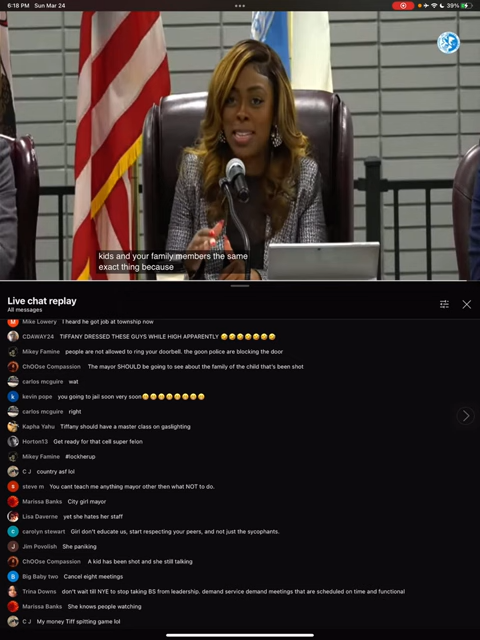 6:18 PM Sun Mar 24
39%
kids and your family members the same
exact thing because
Live chat replay
All messages
Mike Lowery I heard he got job at township now
CDAWAY24 TIFFANY DRESSED THESE GUYS WHILE HIGH APPARENTLY 🤣🤣🤣🤣🤣🤣🤣
Mikey Famine people are not allowed to ring your doorbell. the goon police are blocking the door
ChOOse Compassion The mayor SHOULD be going to see about the family of the child that's been shot
carlos mcguire wat
kevin pope you going to jail soon very soon🤣🤣🤣🤣🤣🤣🤣🤣
carlos mcguire right
Kapha Yahu Tiffany should have a master class on gaslighting
Horton13 Get ready for that cell super felon
Mikey Famine #lockherup
C J country asf lol
steve m You cant teach me anything mayor other then what NOT to do.
Marissa Banks City girl mayor
Lisa Daverne yet she hates her staff
carolyn stewart Girl don't educate us, start respecting your peers, and not just the sycophants.
Jim Povolish She paniking
ChOOse Compassion A kid has been shot and she still talking
Big Baby two Cancel eight meetings
Trina Downs don't wait till NYE to stop taking BS from leadership. demand service demand meetings that are scheduled on time and functional
Marissa Banks She knows people watching
C J My money Tiff spitting game lol